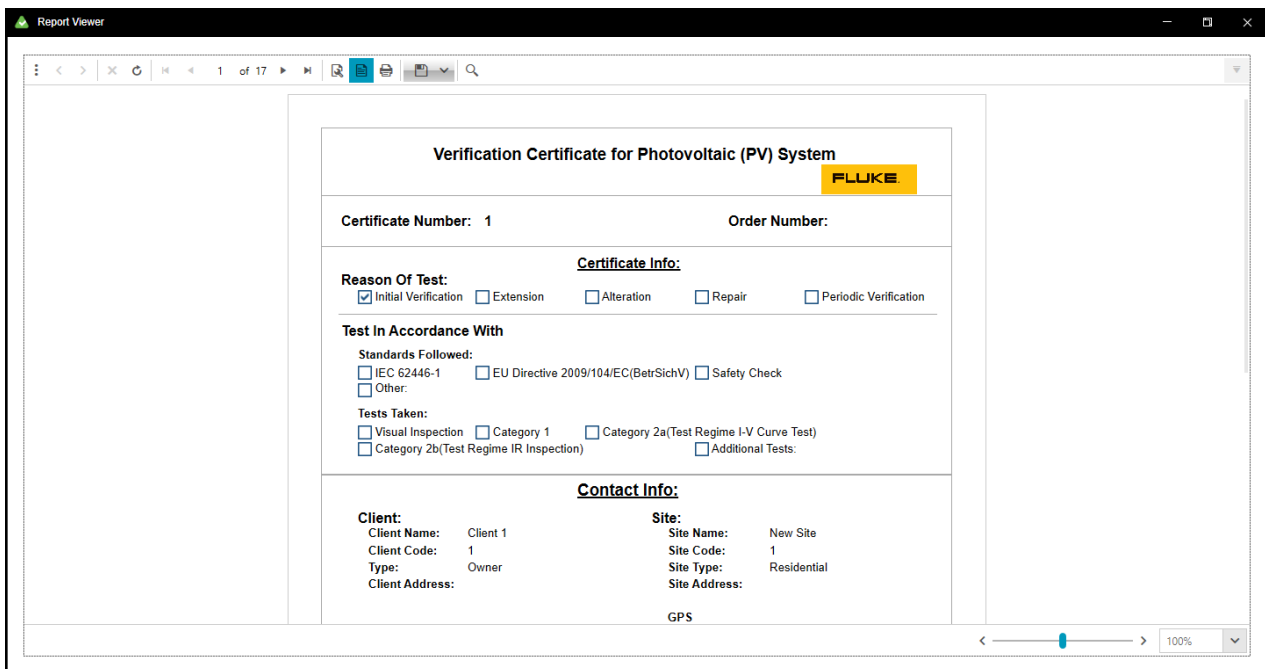 Report Viewer
1 of 17
Verification Certificate for Photovoltaic (PV) System
FLUKE.
Certificate Number: 1 Order Number:
Certificate Info:
Reason Of Test:
Initial Verification Extension Alteration Repair Periodic Verification
Test In Accordance With
Standards Followed:
IEC 62446-1 EU Directive 2009/104/EC(BetrSichV) Safety Check
Other:
Tests Taken:
Visual Inspection Category 1 Category 2a(Test Regime I-V Curve Test)
Category 2b(Test Regime IR Inspection) Additional Tests:
Contact Info:
Client: Site:
Client Name: Client 1 Site Name: New Site
Client Code: 1 Site Code: 1
Type: Owner Site Type: Residential
Client Address: Site Address:
GPS
100%